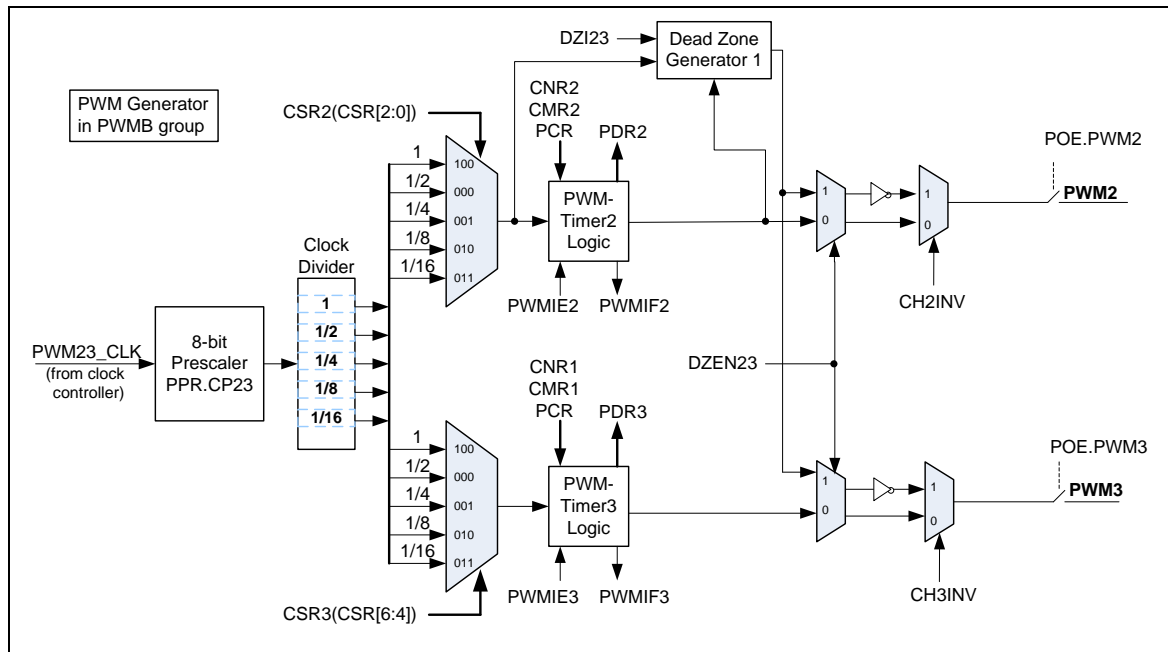 PWM Generator
in PWMB group
DZI23
Dead Zone
Generator 1
CSR2(CSR[2:0])
CNR2
CMR2
PCR
PDR2
1
1/2
1/4
1/8
1/16
100
000
001
010
011
PWM-
Timer2
Logic
PWMIE2
PWMIF2
1
0
1
0
CH2INV
POE.PWM2
PWM2
PWM23_CLK
(from clock
controller)
8-bit
Prescaler
PPR.CP23
Clock
Divider
1
1/2
1/4
1/8
1/16
DZEN23
1
1/2
1/4
1/8
1/16
100
000
001
010
011
CSR3(CSR[6:4])
CNR1
CMR1
PCR
PDR3
PWM-
Timer3
Logic
PWMIE3
PWMIF3
1
0
1
0
CH3INV
POE.PWM3
PWM3